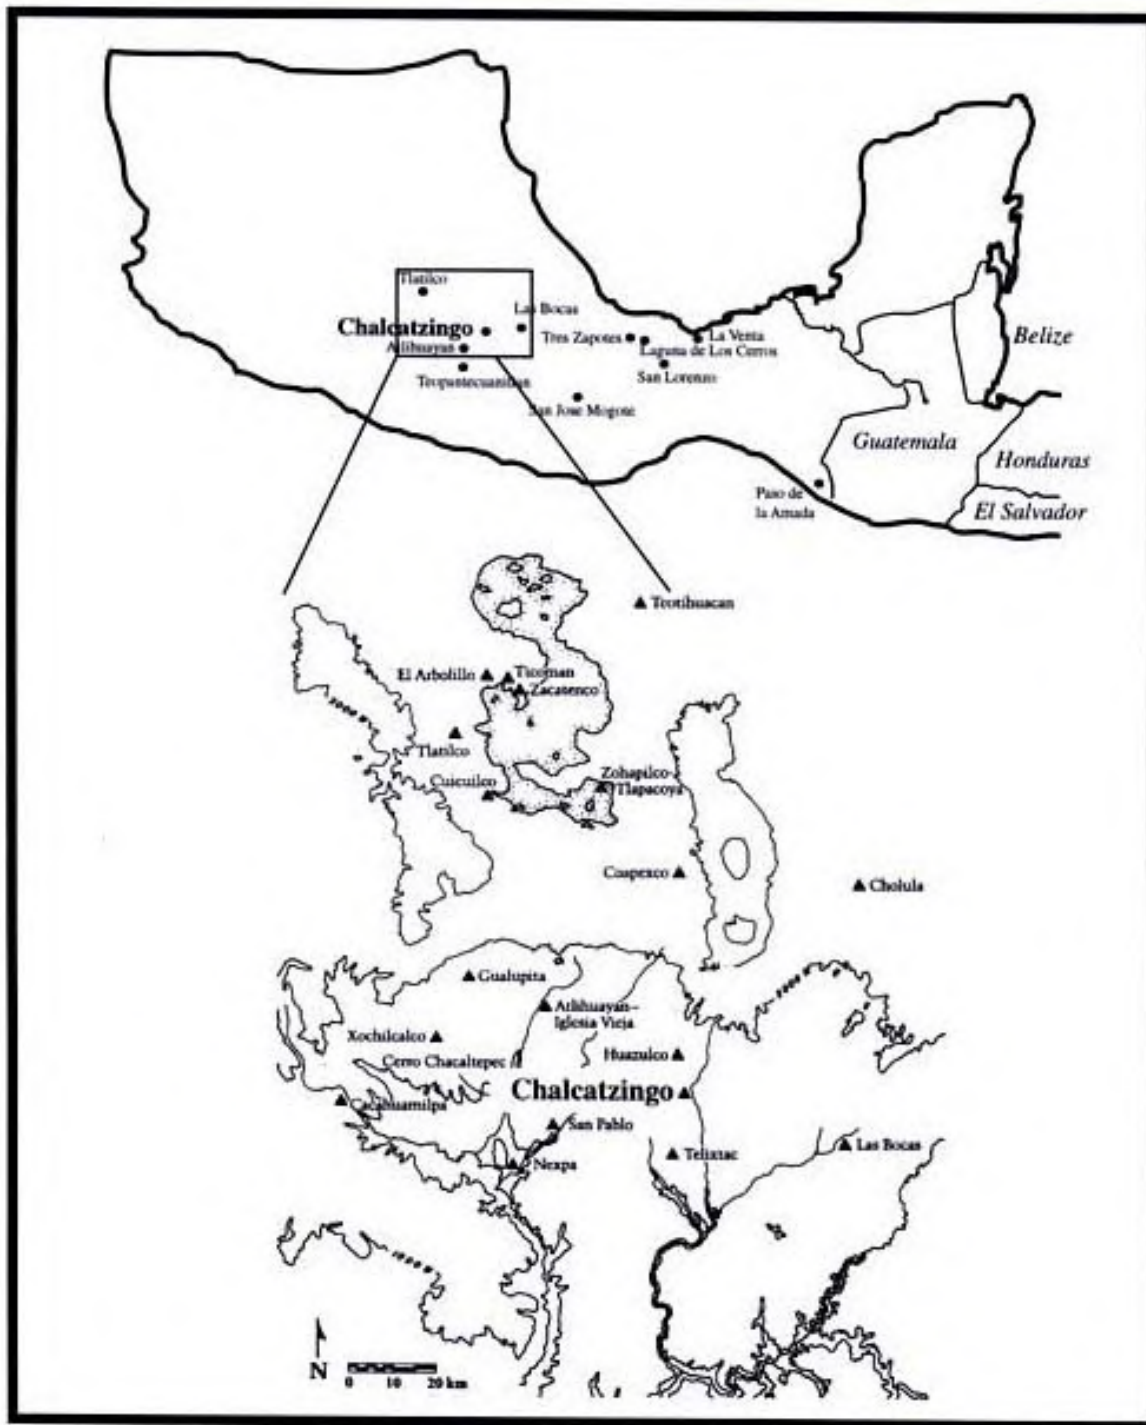 Tlatilco
Las Bocas
Chalcatzingo
Atlihuayan
Teopantecuanitlan
Tres Zapotes
La Venta
Laguna de Los Cerros
San Lorenzo
San Jose Mogote
Belize
Guatemala
Honduras
Paso de
la Amada
El Salvador
Teotihuacan
El Arbolillo
Ticoman
Zacatenco
Tlatilco
Cuicuilco
Zohapilco-
Tlapacoya
Coapexco
Cholula
Gualupita
Atlihuayan–
Iglesia Vieja
Xochilcalco
Cerro Chacaltepec
Huazulco
Chalcatzingo
Cacahuamilpa
San Pablo
Nexpa
Telixtac
Las Bocas
N
0 10 20 km